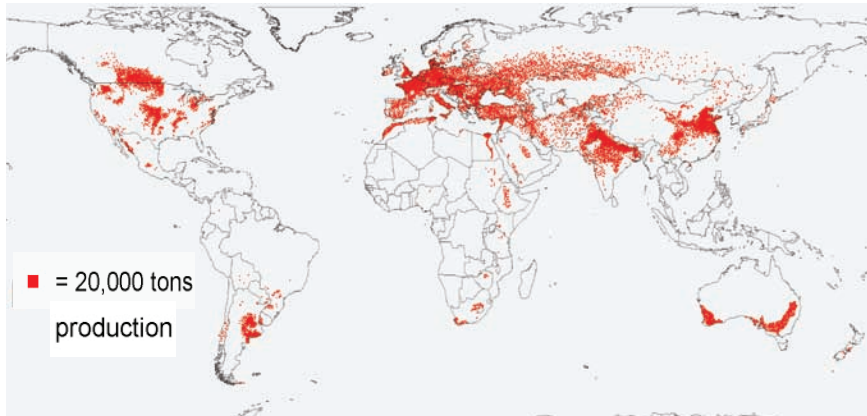 = 20,000 tons
production